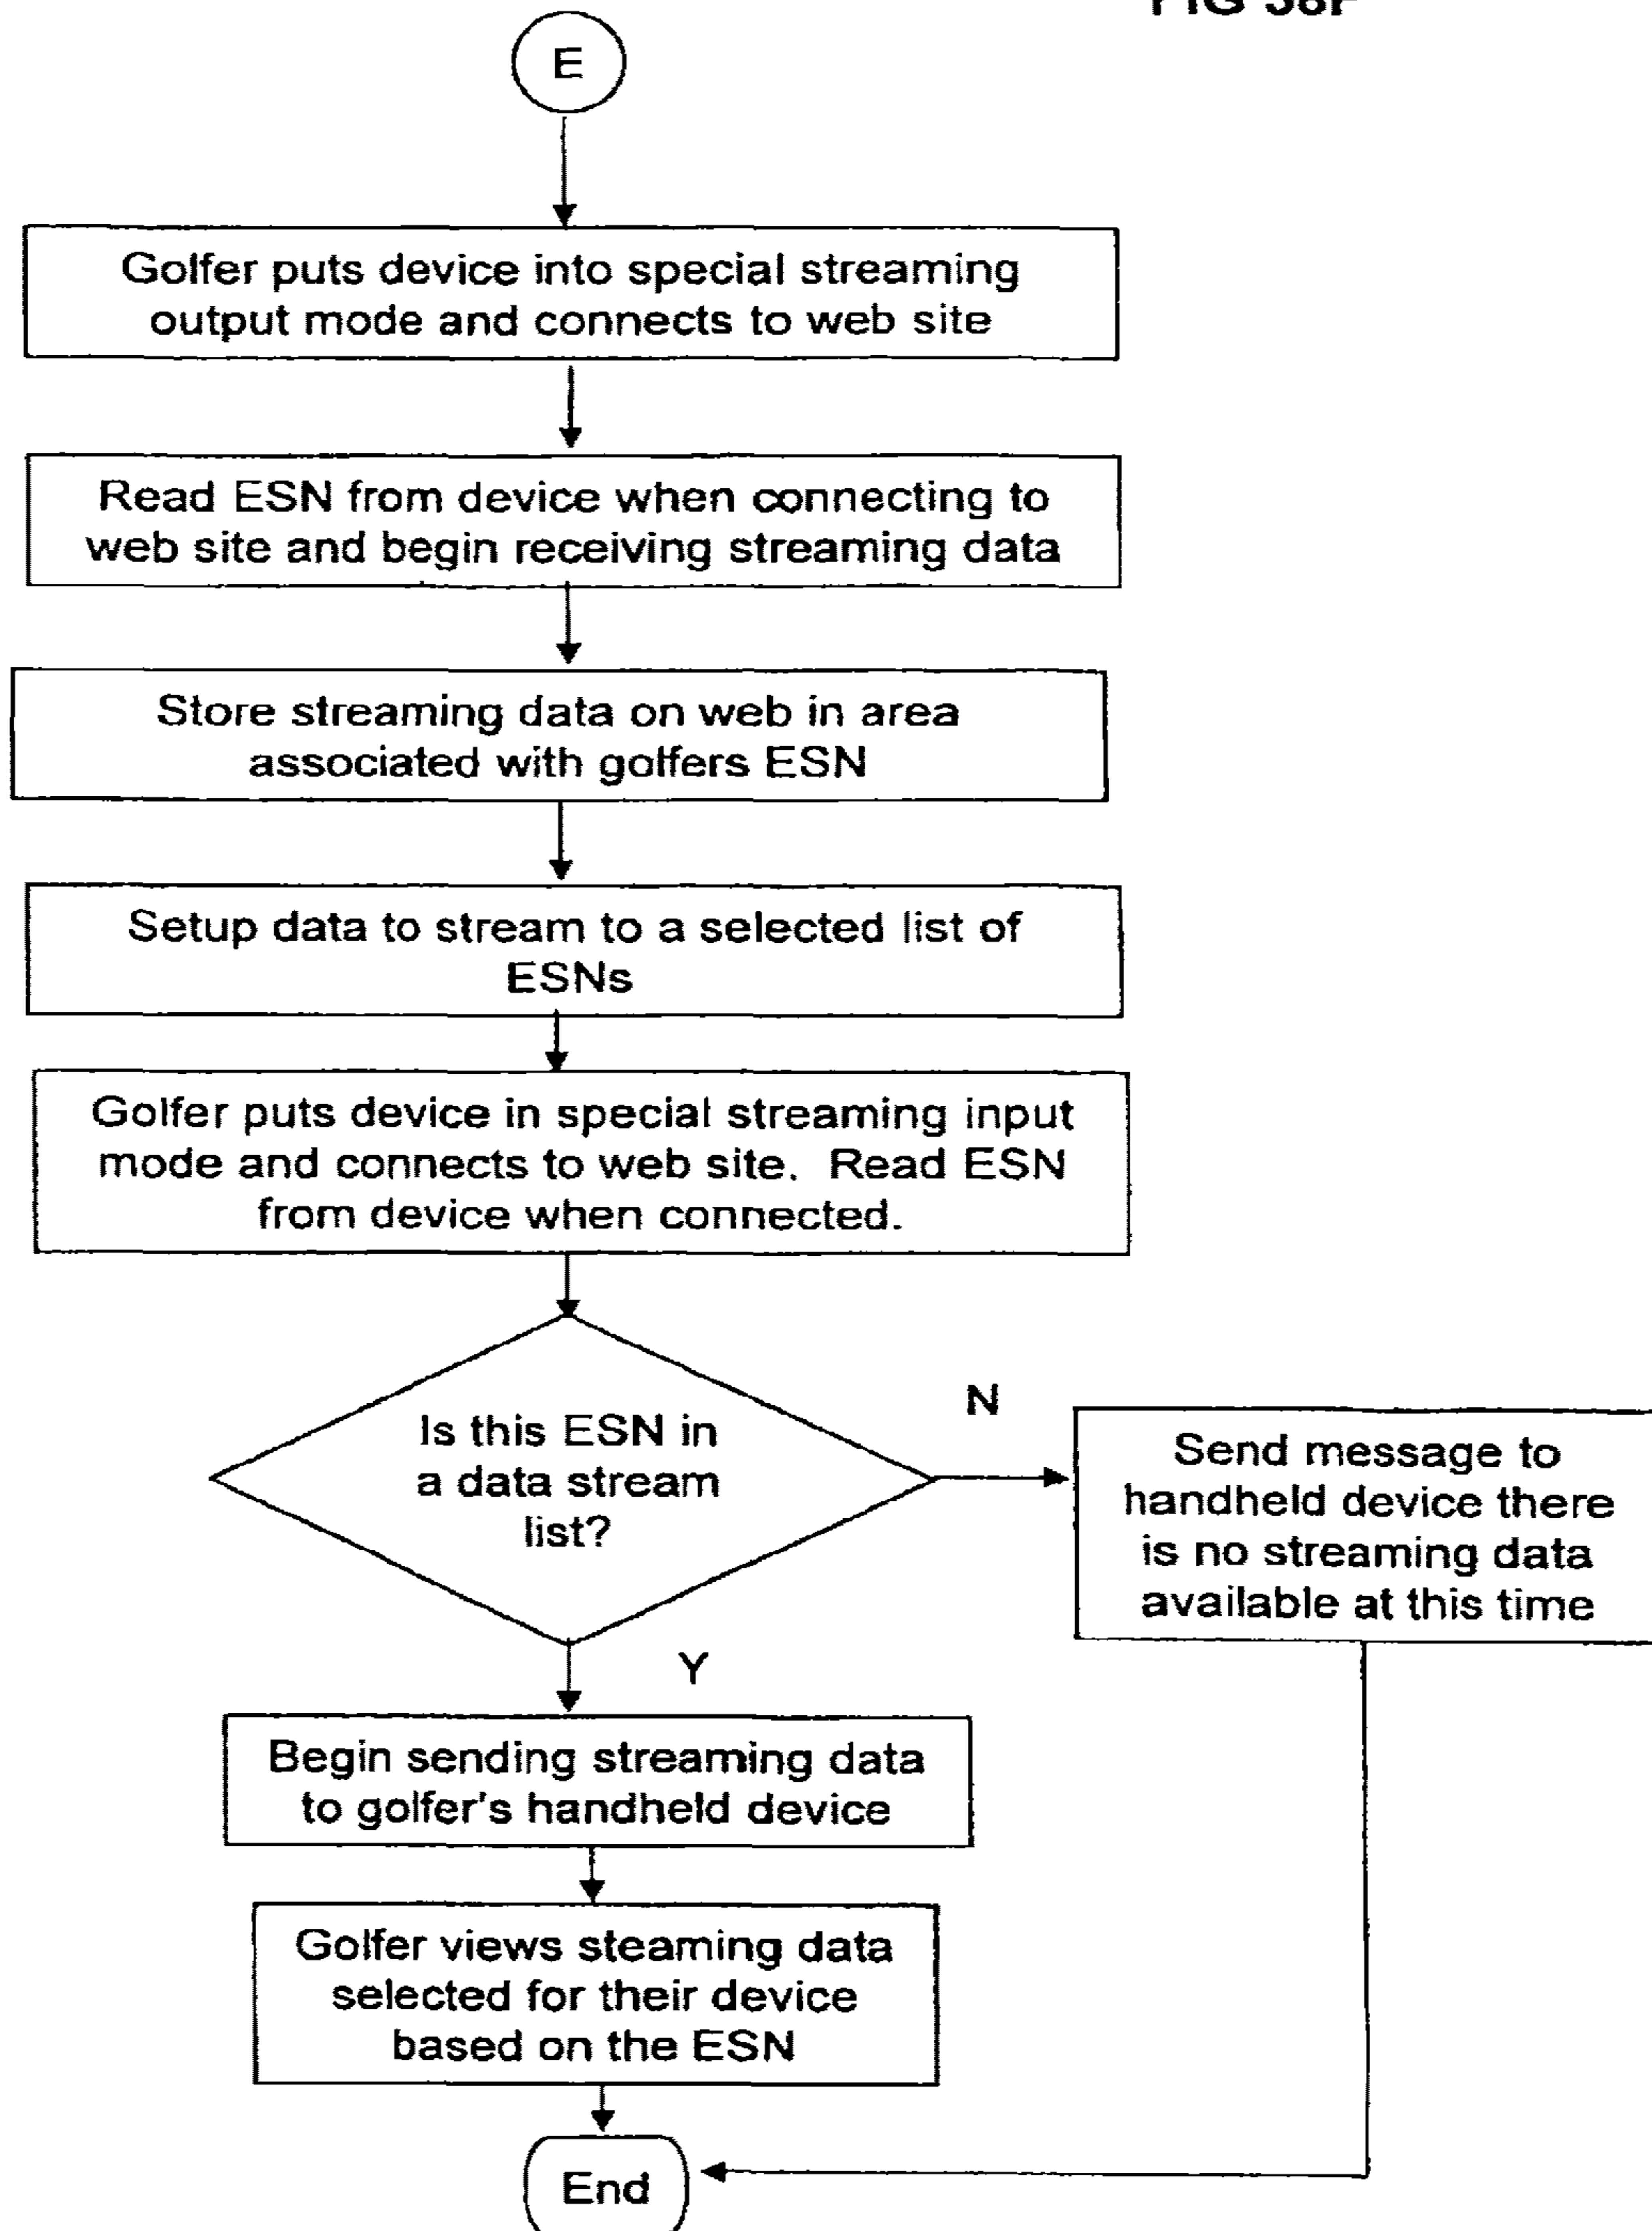 E
Golfer puts device into special streaming
output mode and connects to web site
Read ESN from device when connecting to
web site and begin receiving streaming data
Store streaming data on web in area
associated with golfers ESN
Setup data to stream to a selected list of
ESNs
Golfer puts device in special streaming input
mode and connects to web site. Read ESN
from device when connected.
Is this ESN in
a data stream
list?
N
Send message to
handheld device there
is no streaming data
available at this time
Y
Begin sending streaming data
to golfer's handheld device
Golfer views steaming data
selected for their device
based on the ESN
End